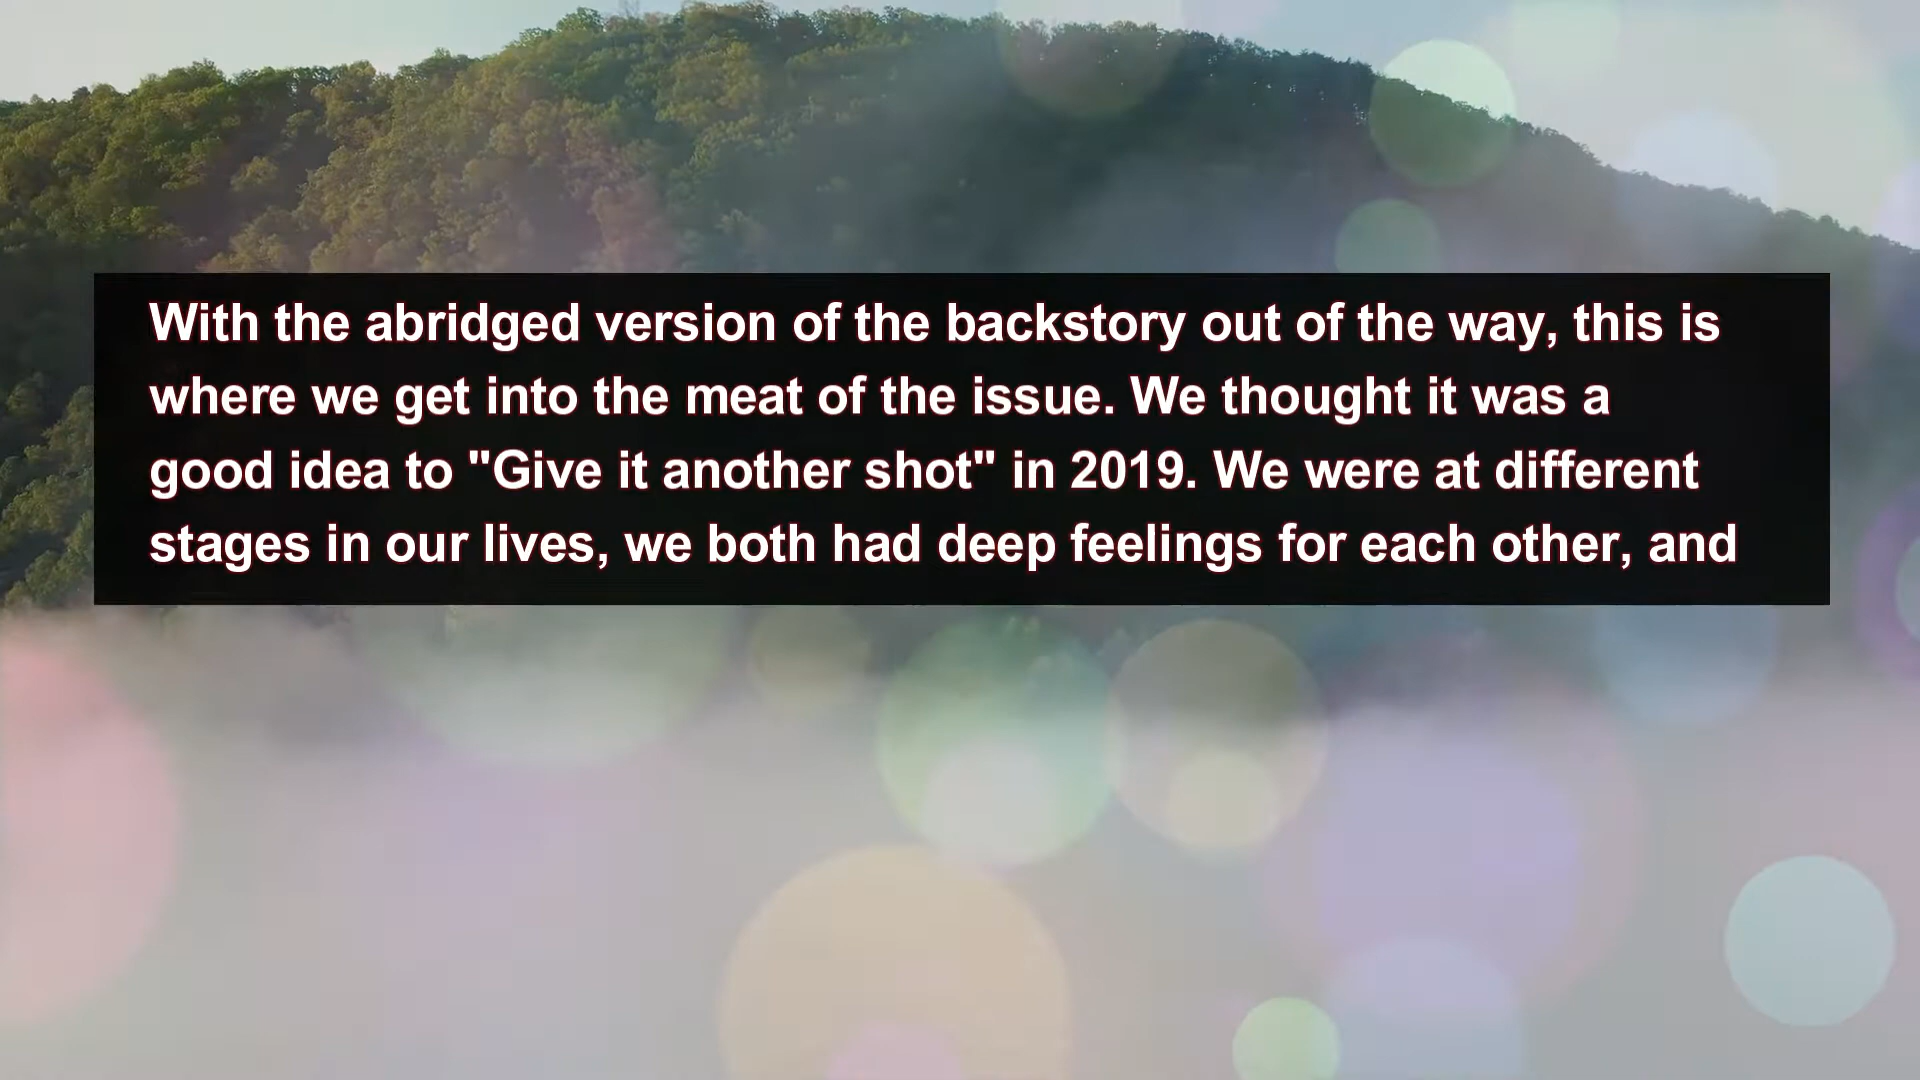 With the abridged version of the backstory out of the way, this is
where we get into the meat of the issue. We thought it was a
good idea to "Give it another shot" in 2019. We were at different
stages in our lives, we both had deep feelings for each other, and